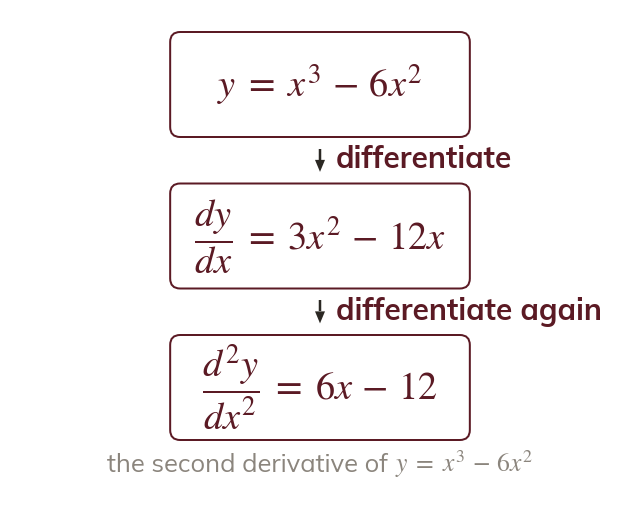 y = x³ − 6x²
differentiate
dy/dx = 3x² − 12x
differentiate again
d²y/dx² = 6x − 12
the second derivative of y = x³ − 6x²